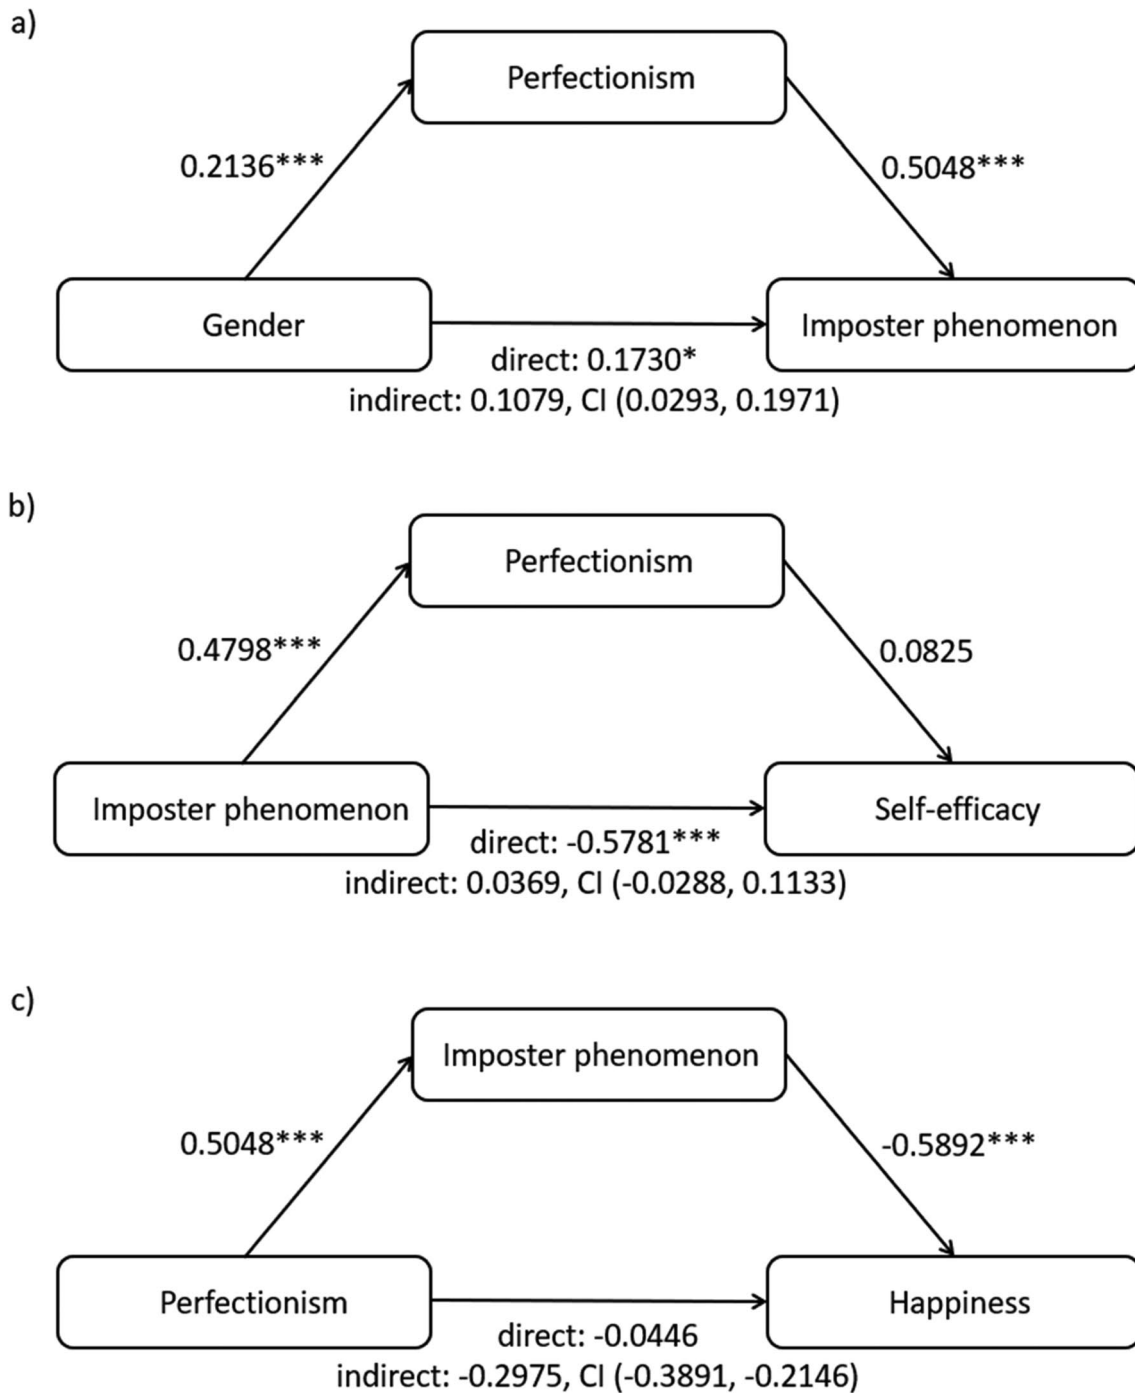 a)
Perfectionism
0.2136***
0.5048***
Gender
Imposter phenomenon
direct: 0.1730*
indirect: 0.1079, CI (0.0293, 0.1971)
b)
Perfectionism
0.4798***
0.0825
Imposter phenomenon
Self-efficacy
direct: -0.5781***
indirect: 0.0369, CI (-0.0288, 0.1133)
c)
Imposter phenomenon
0.5048***
-0.5892***
Perfectionism
Happiness
direct: -0.0446
indirect: -0.2975, CI (-0.3891, -0.2146)